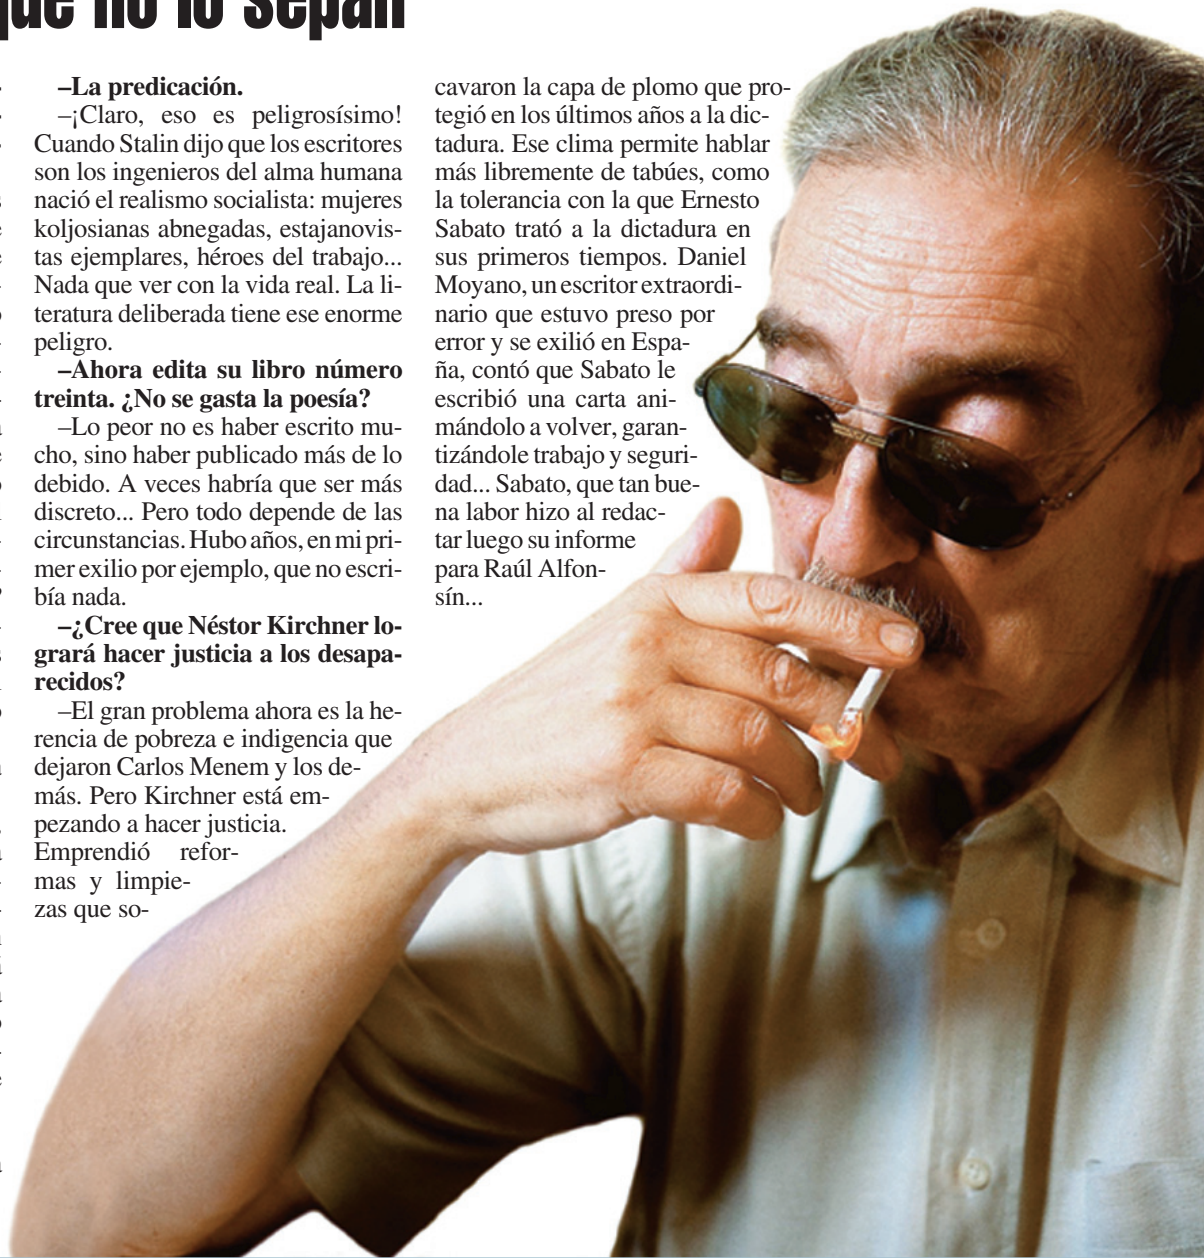 que no lo sepan
–La predicación.
–¡Claro, eso es peligrosísimo!
Cuando Stalin dijo que los escritores
son los ingenieros del alma humana
nació el realismo socialista: mujeres
koljosianas abnegadas, estajanovis-
tas ejemplares, héroes del trabajo...
Nada que ver con la vida real. La li-
teratura deliberada tiene ese enorme
peligro.
–Ahora edita su libro número
treinta. ¿No se gasta la poesía?
–Lo peor no es haber escrito mu-
cho, sino haber publicado más de lo
debido. A veces habría que ser más
discreto... Pero todo depende de las
circunstancias. Hubo años, en mi pri-
mer exilio por ejemplo, que no escri-
bía nada.
–¿Cree que Néstor Kirchner lo-
grará hacer justicia a los desapa-
recidos?
–El gran problema ahora es la he-
rencia de pobreza e indigencia que
dejaron Carlos Menem y los de-
más. Pero Kirchner está em-
pezando a hacer justicia.
Emprendió refor-
mas y limpie-
zas que so-
cavaron la capa de plomo que pro-
tegió en los últimos años a la dic-
tadura. Ese clima permite hablar
más libremente de tabúes, como
la tolerancia con la que Ernesto
Sabato trató a la dictadura en
sus primeros tiempos. Daniel
Moyano, un escritor extraordi-
nario que estuvo preso por
error y se exilió en Espa-
ña, contó que Sabato le
escribió una carta ani-
mándolo a volver, garan-
tizándole trabajo y seguri-
dad... Sabato, que tan bue-
na labor hizo al redac-
tar luego su informe
para Raúl Alfon-
sín...